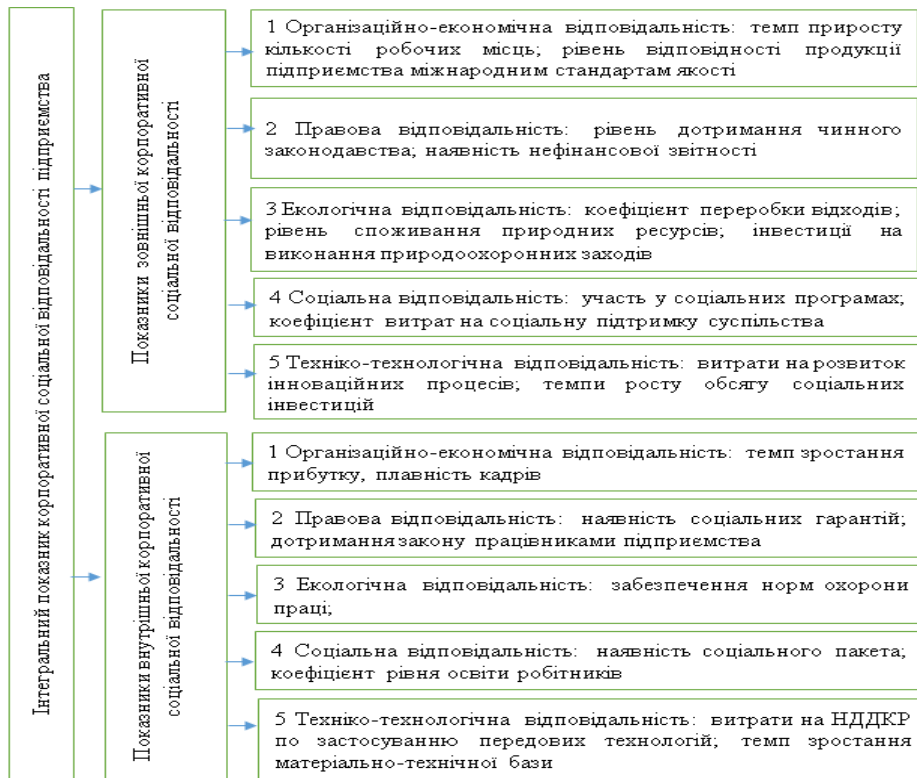 Інтегральний показник корпоративної соціальної відповідальності підприємства
Показники зовнішньої корпоративної
соціальної відповідальності
1 Організаційно-економічна відповідальність: темп приросту
кількості робочих місць; рівень відповідності продукції
підприємства міжнародним стандартам якості
2 Правова відповідальність: рівень дотримання чинного
законодавства; наявність нефінансової звітності
3 Екологічна відповідальність: коефіцієнт переробки відходів;
рівень споживання природних ресурсів; інвестиції на
виконання природоохоронних заходів
4 Соціальна відповідальність: участь у соціальних програмах;
коефіцієнт витрат на соціальну підтримку суспільства
5 Техніко-технологічна відповідальність: витрати на розвиток
інноваційних процесів; темпи росту обсягу соціальних
інвестицій
Показники внутрішньої корпоративної
соціальної відповідальності
1 Організаційно-економічна відповідальність: темп зростання
прибутку, плавність кадрів
2 Правова відповідальність: наявність соціальних гарантій;
дотримання закону працівниками підприємства
3 Екологічна відповідальність: забезпечення норм охорони
праці;
4 Соціальна відповідальність: наявність соціального пакета;
коефіцієнт рівня освіти робітників
5 Техніко-технологічна відповідальність: витрати на НДДКР
по застосуванню передових технологій; темп зростання
матеріально-технічної бази